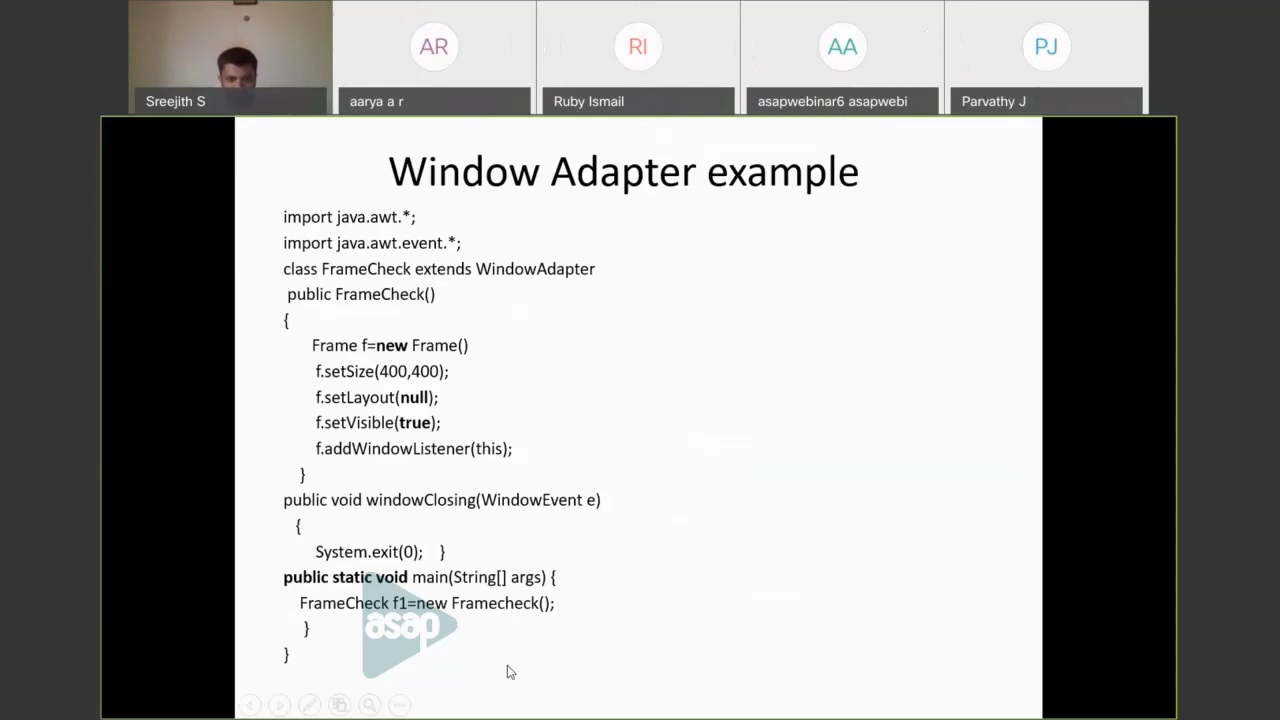 AR
RI
AA
PJ
Sreejith S
aarya a r
Ruby Ismail
asapwebinar6 asapwebi
Parvathy J
Window Adapter example
import java.awt.*;
import java.awt.event.*;
class FrameCheck extends WindowAdapter
public FrameCheck()
{
Frame f=new Frame()
f.setSize(400,400);
f.setLayout(null);
f.setVisible(true);
f.addWindowListener(this);
}
public void windowClosing(WindowEvent e)
{
System.exit(0); }
public static void main(String[] args) {
FrameCheck f1=new Framecheck();
}
}
asap